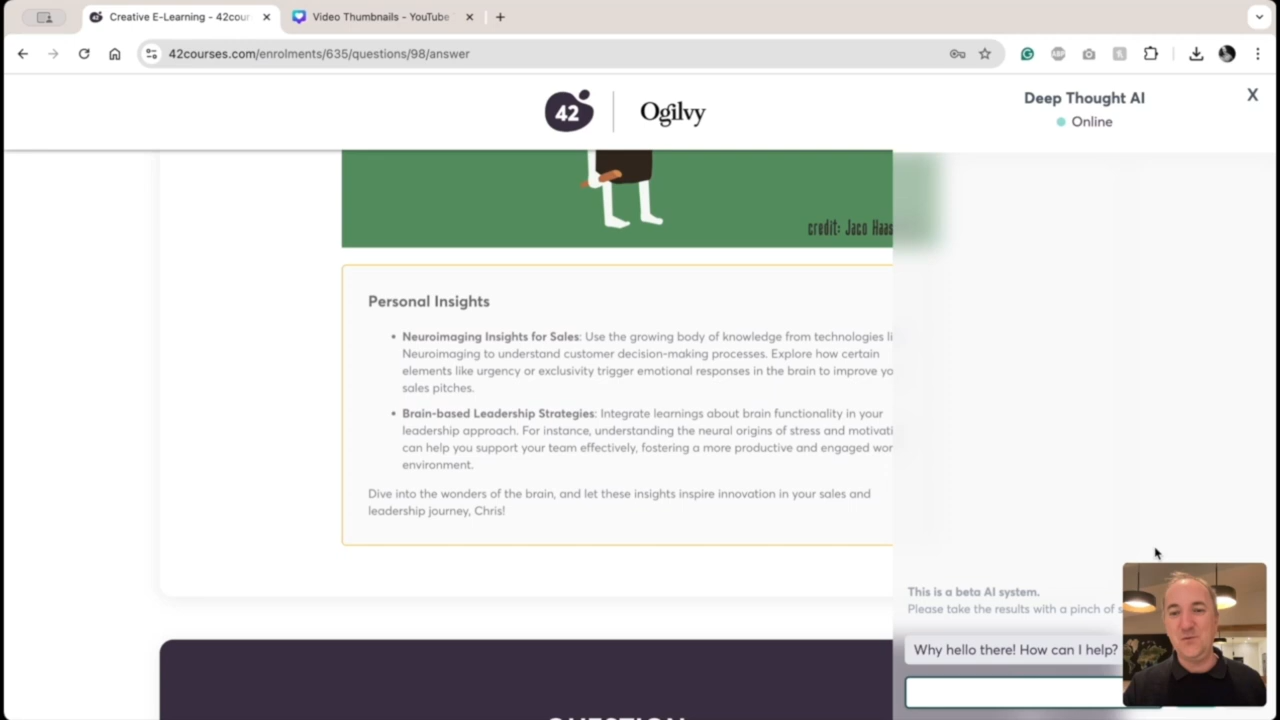 Creative E-Learning - 42cour
Video Thumbnails - YouTube
42courses.com/enrolments/635/questions/98/answer
42
Ogilvy
Deep Thought AI
X
Online
credit: Jaco Haas
Personal Insights
• Neuroimaging Insights for Sales: Use the growing body of knowledge from technologies li
Neuroimaging to understand customer decision-making processes. Explore how certain
elements like urgency or exclusivity trigger emotional responses in the brain to improve yo
sales pitches.
• Brain-based Leadership Strategies: Integrate learnings about brain functionality in your
leadership approach. For instance, understanding the neural origins of stress and motivati
can help you support your team effectively, fostering a more productive and engaged wor
environment.
Dive into the wonders of the brain, and let these insights inspire innovation in your sales and
leadership journey, Chris!
This is a beta AI system.
Please take the results with a pinch of s
Why hello there! How can I help?